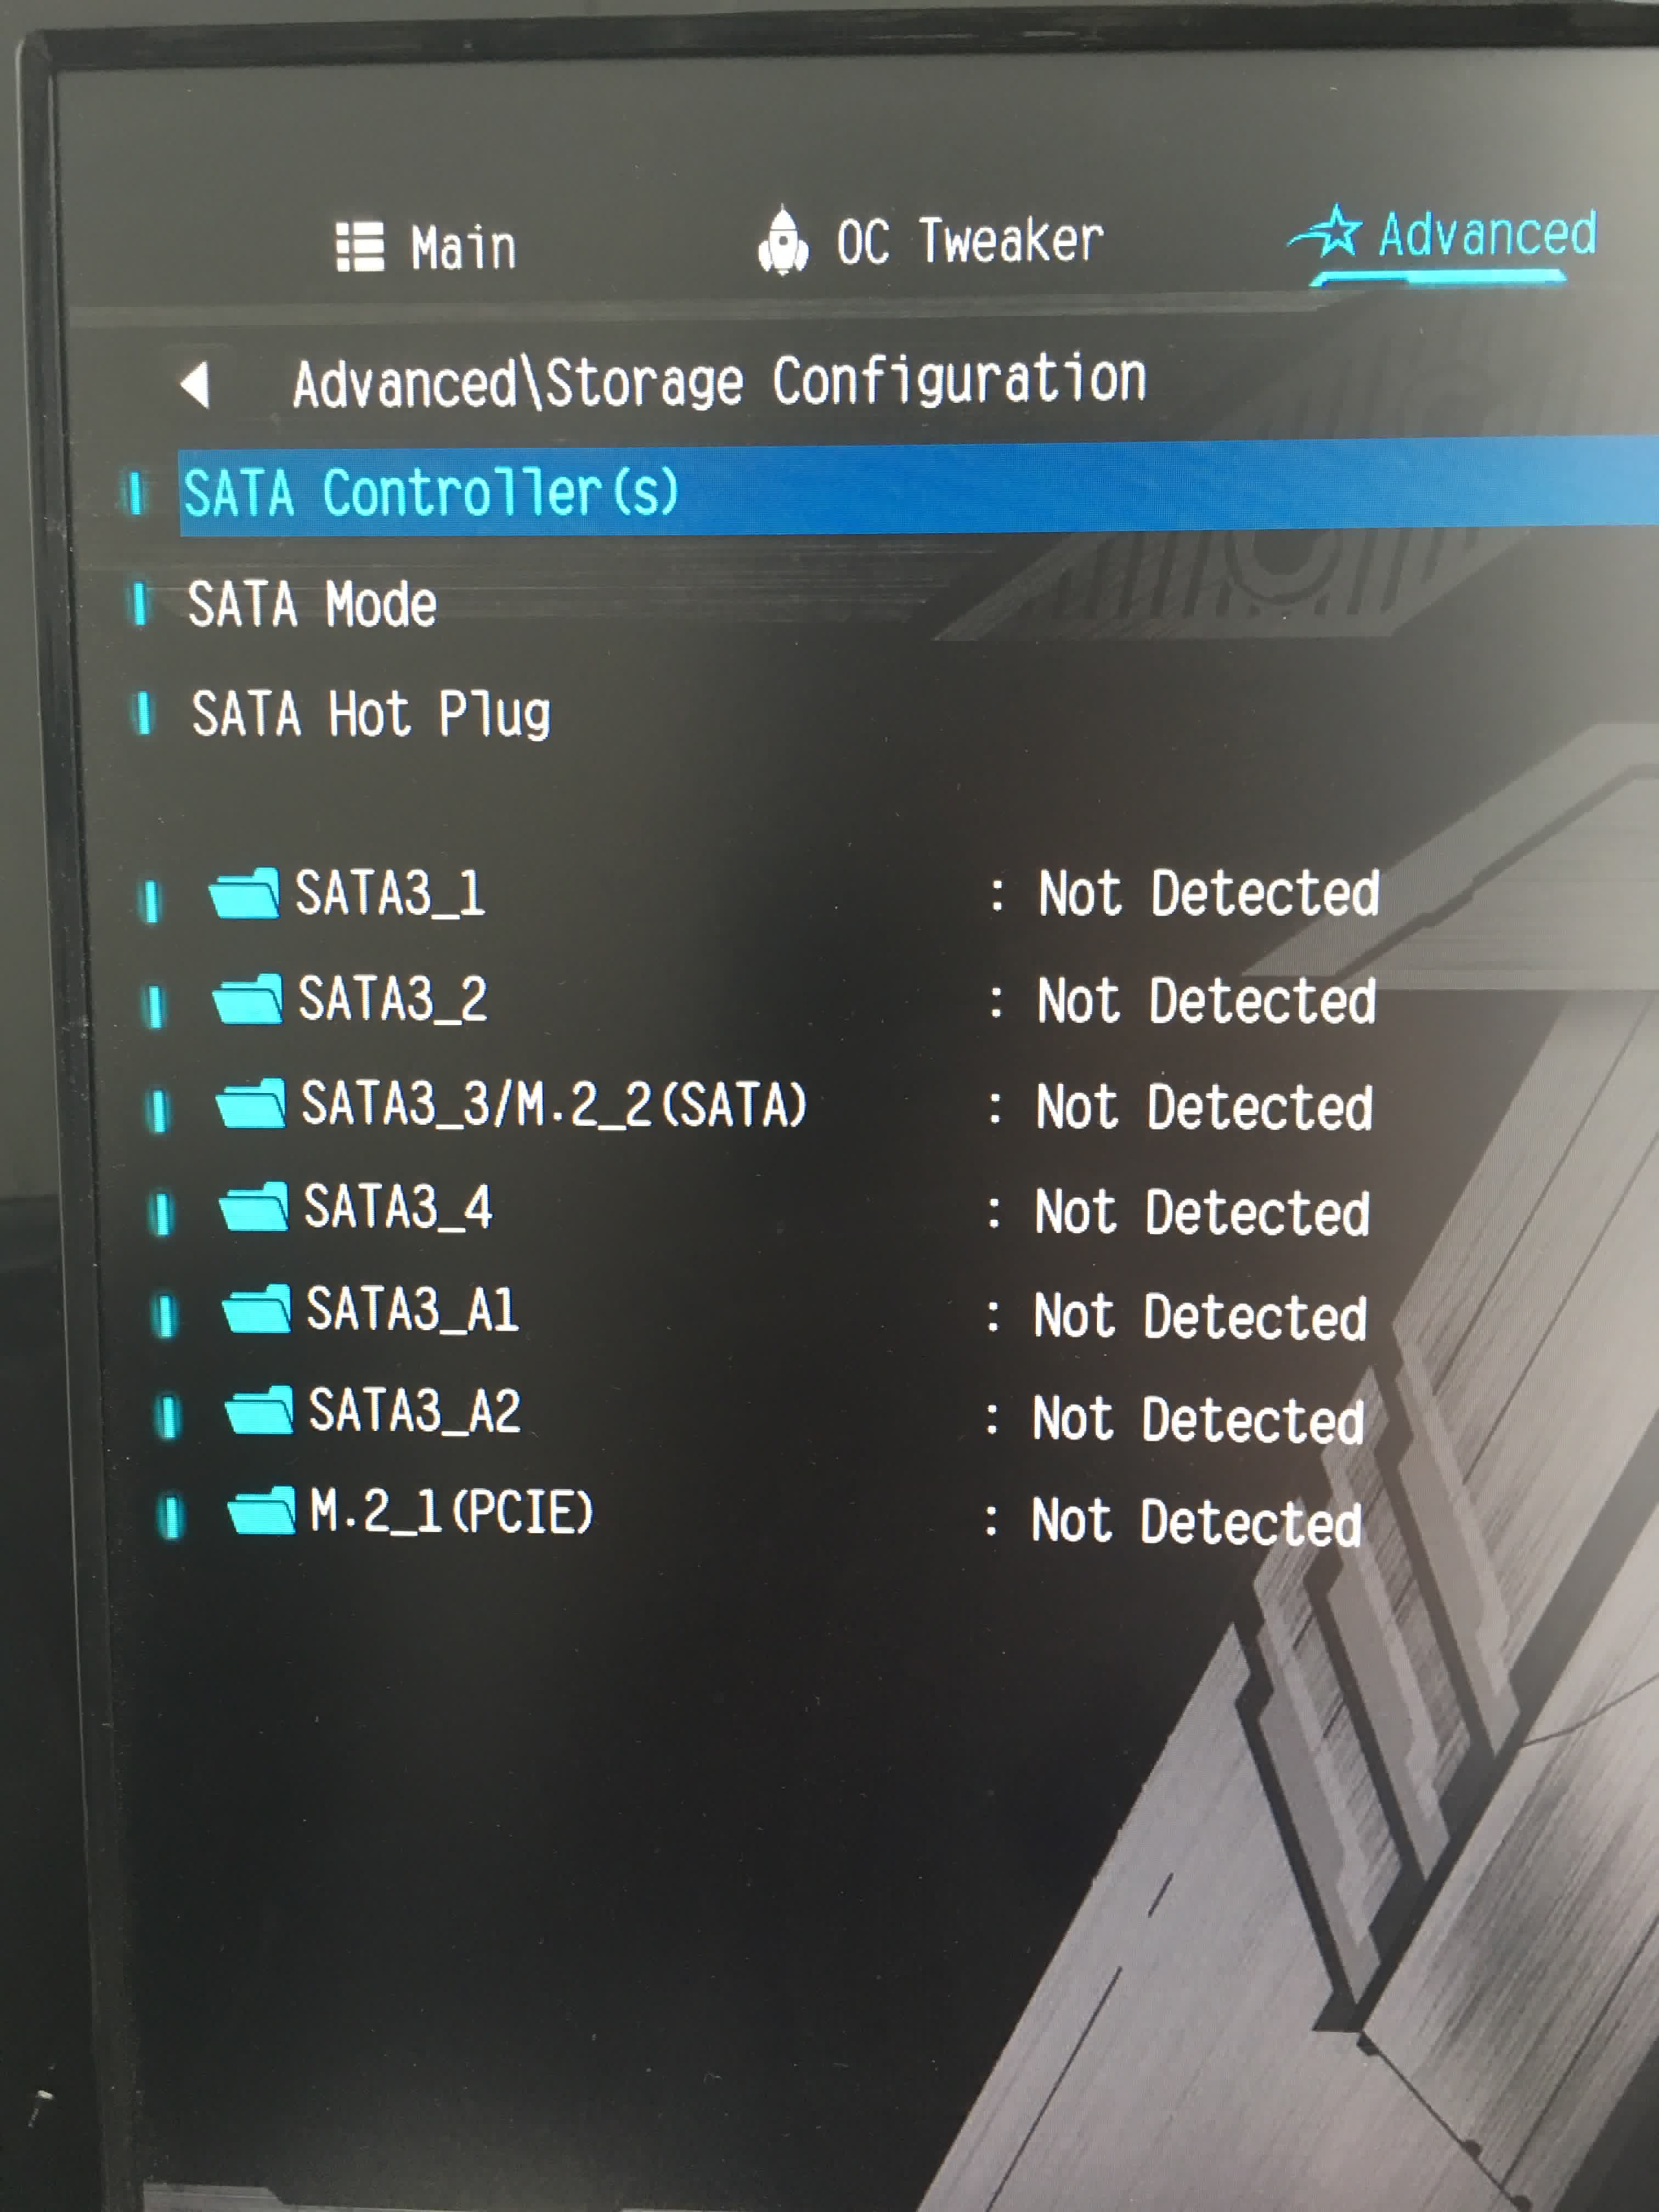 Main OC Tweaker Advanced
Advanced\Storage Configuration
SATA Controller(s)
SATA Mode
SATA Hot Plug
SATA3_1 : Not Detected
SATA3_2 : Not Detected
SATA3_3/M.2_2(SATA) : Not Detected
SATA3_4 : Not Detected
SATA3_A1 : Not Detected
SATA3_A2 : Not Detected
M.2_1(PCIE) : Not Detected